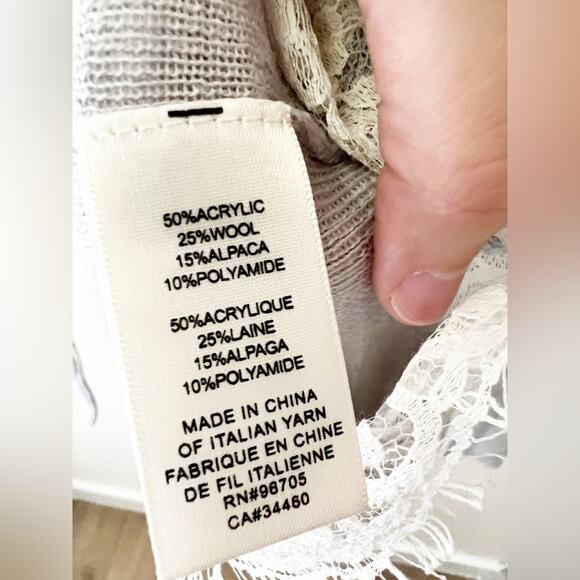 50%ACRYLIC
25%WOOL
15%ALPACA
10%POLYAMIDE
50%ACRYLIQUE
25%LAINE
15%ALPAGA
10%POLYAMIDE
MADE IN CHINA
OF ITALIAN YARN
FABRIQUE EN CHINE
DE FIL ITALIENNE
RN#96705
CA#34460